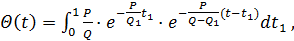 Θ(t) = ∫₀¹ P/Q · e^(−(P/Q₁)t₁) · e^(−(P/(Q−Q₁))(t−t₁)) dt₁ ,